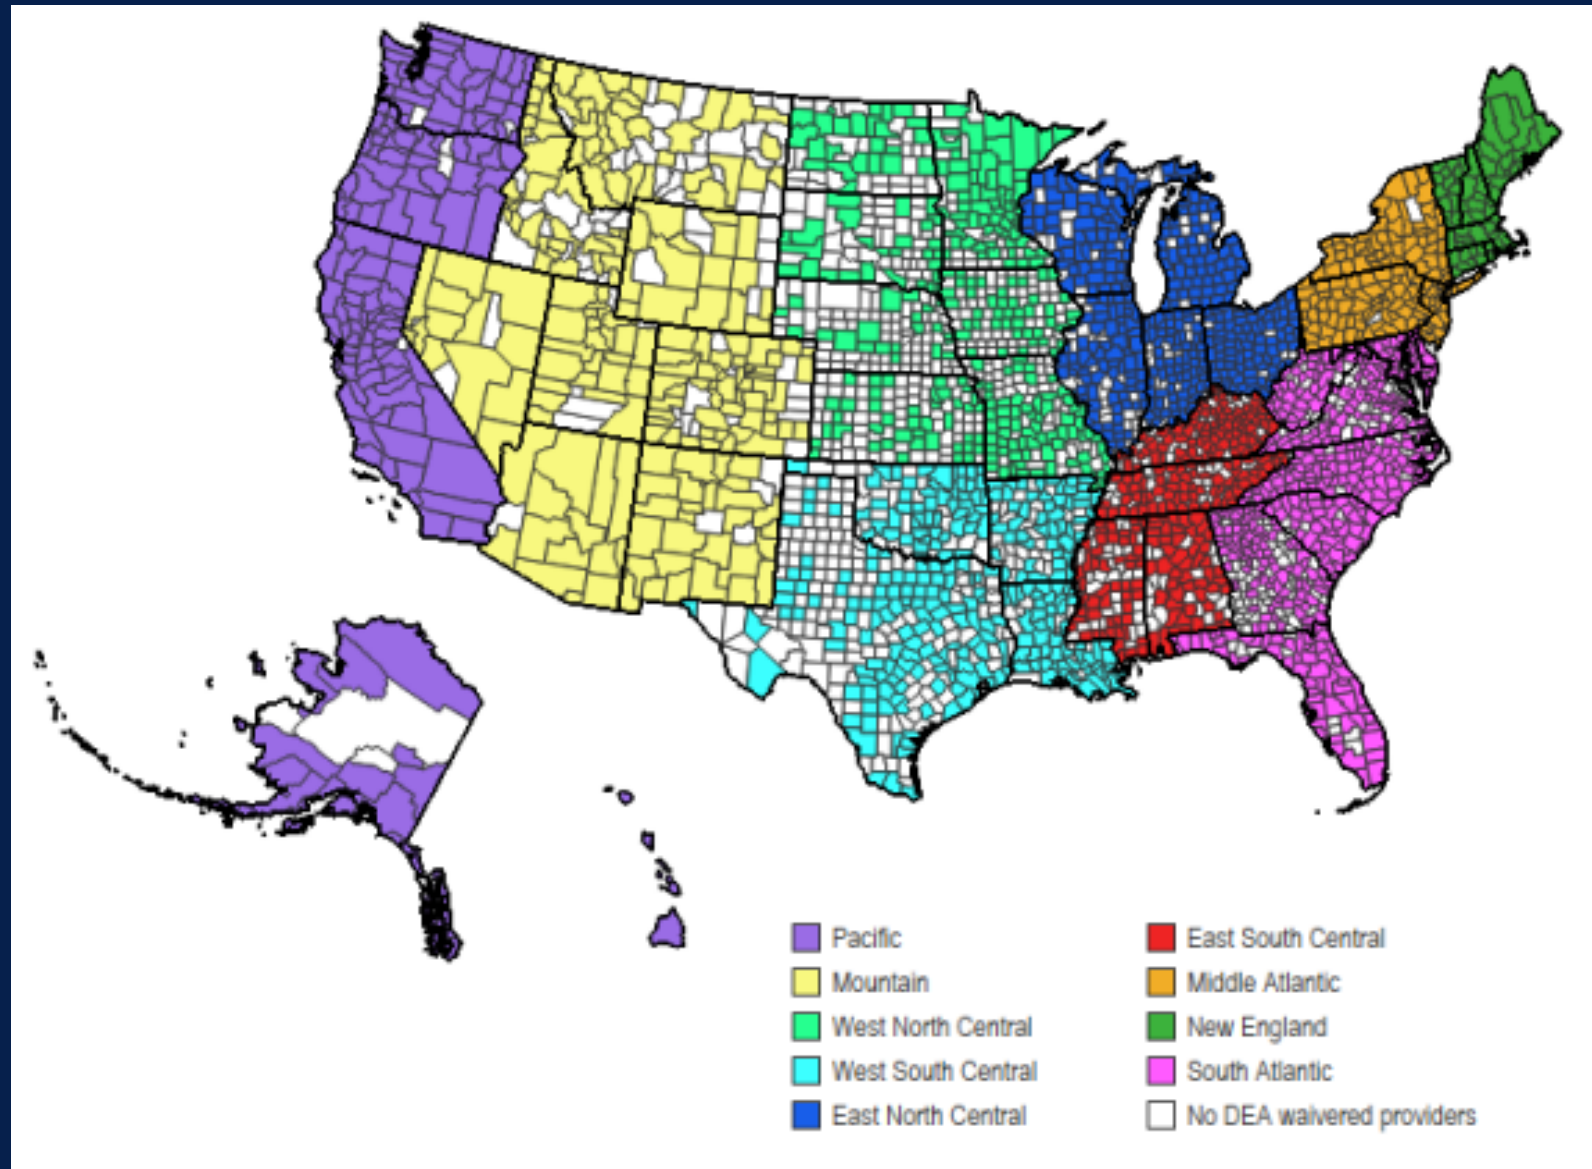 Pacific
Mountain
West North Central
West South Central
East North Central
East South Central
Middle Atlantic
New England
South Atlantic
No DEA waivered providers